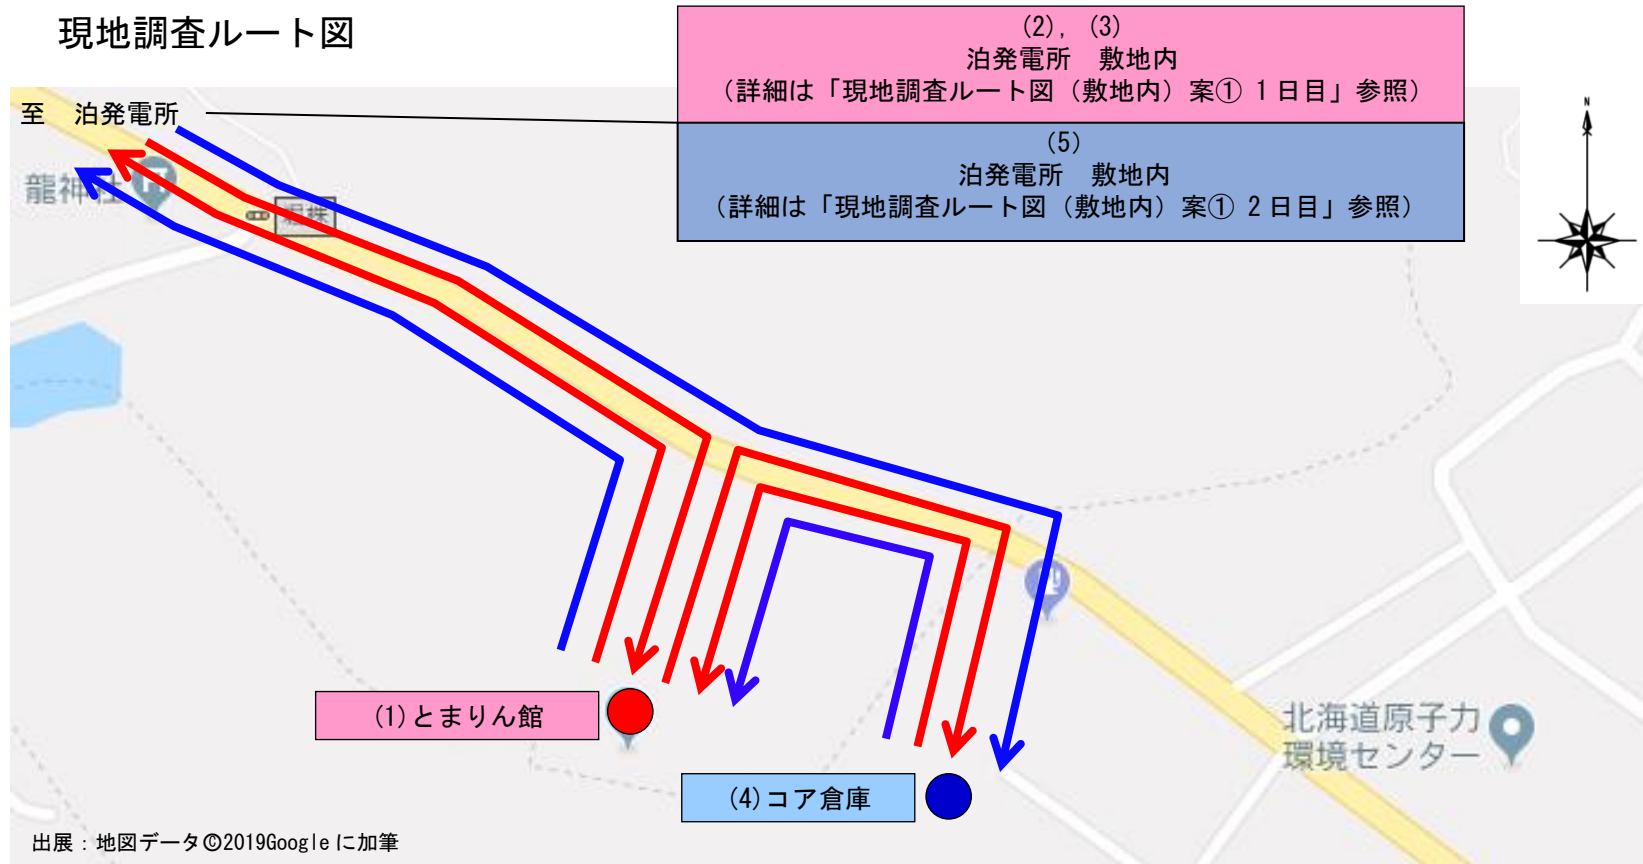 現地調査ルート図
(2), (3)
泊発電所 敷地内
(詳細は「現地調査ルート図(敷地内)案① 1日目」参照)
(5)
泊発電所 敷地内
(詳細は「現地調査ルート図(敷地内)案① 2日目」参照)
N
至 泊発電所
龍神社
堀株
(1)とまりん館
(4)コア倉庫
北海道原子力
環境センター
出展:地図データ©2019Googleに加筆